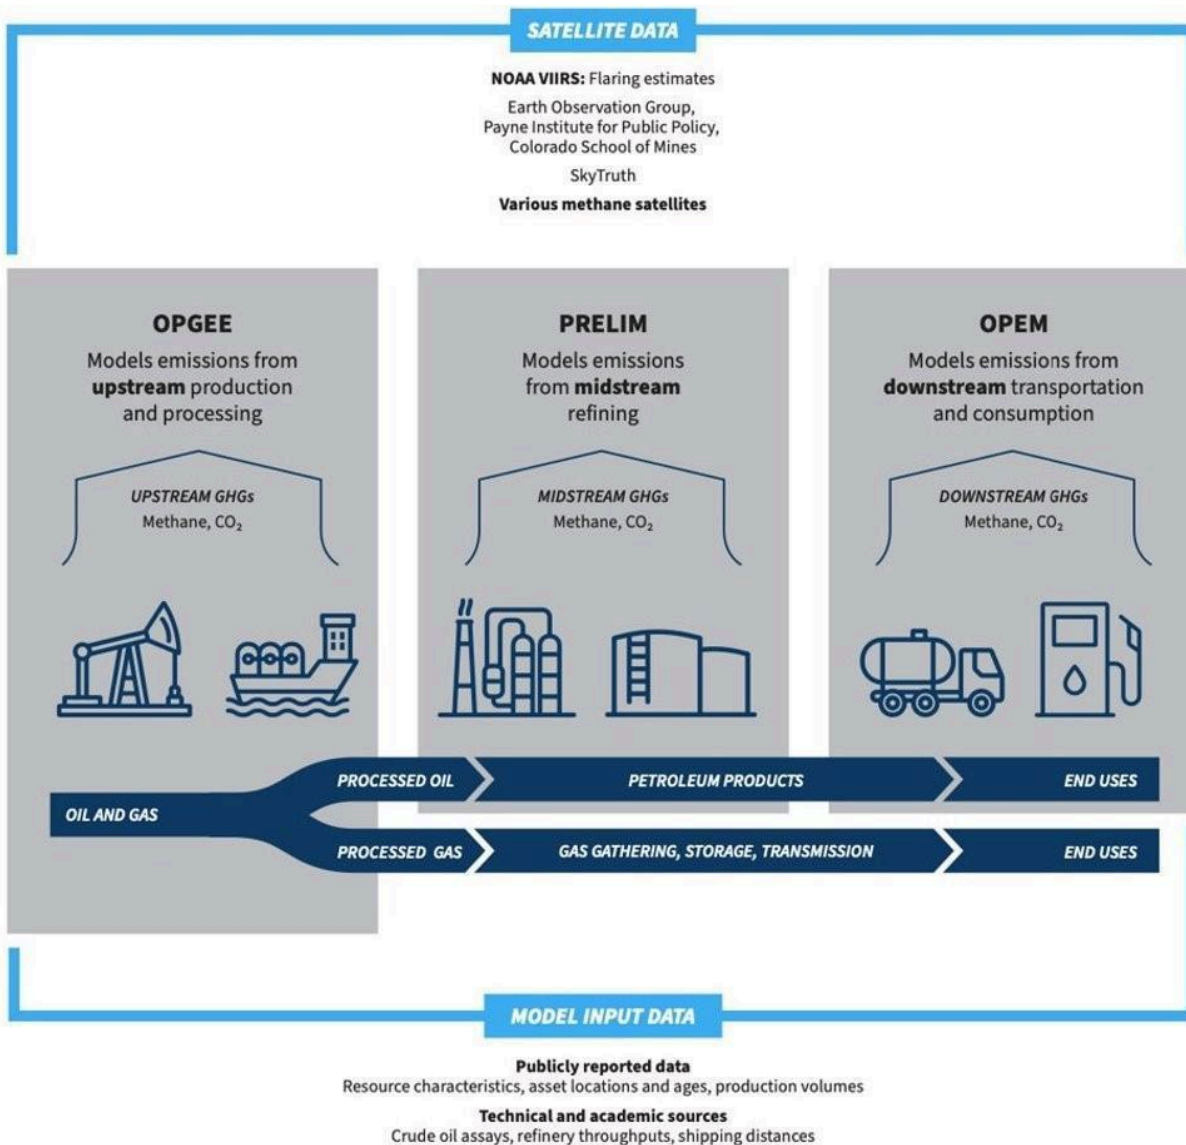 SATELLITE DATA
NOAA VIIRS: Flaring estimates
Earth Observation Group,
Payne Institute for Public Policy,
Colorado School of Mines
SkyTruth
Various methane satellites
OPGEE
Models emissions from
upstream production
and processing
UPSTREAM GHGs
Methane, CO₂
PRELIM
Models emissions
from midstream
refining
MIDSTREAM GHGs
Methane, CO₂
OPEM
Models emissions from
downstream transportation
and consumption
DOWNSTREAM GHGs
Methane, CO₂
OIL AND GAS
PROCESSED OIL
PETROLEUM PRODUCTS
END USES
PROCESSED GAS
GAS GATHERING, STORAGE, TRANSMISSION
END USES
MODEL INPUT DATA
Publicly reported data
Resource characteristics, asset locations and ages, production volumes
Technical and academic sources
Crude oil assays, refinery throughputs, shipping distances